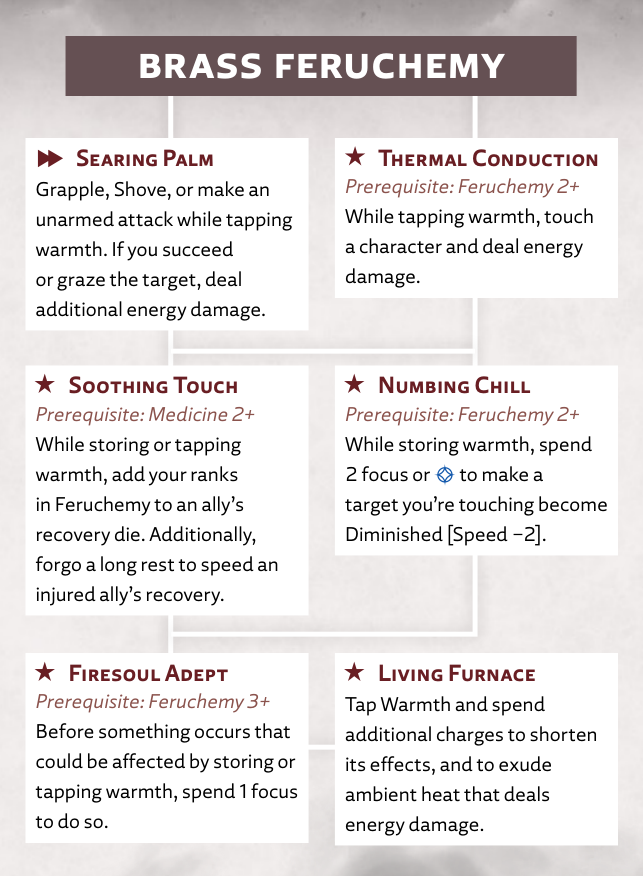 BRASS FERUCHEMY
SEARING PALM
Grapple, Shove, or make an
unarmed attack while tapping
warmth. If you succeed
or graze the target, deal
additional energy damage.
THERMAL CONDUCTION
Prerequisite: Feruchemy 2+
While tapping warmth, touch
a character and deal energy
damage.
SOOTHING TOUCH
Prerequisite: Medicine 2+
While storing or tapping
warmth, add your ranks
in Feruchemy to an ally’s
recovery die. Additionally,
forgo a long rest to speed an
injured ally’s recovery.
NUMBING CHILL
Prerequisite: Feruchemy 2+
While storing warmth, spend
2 focus or to make a
target you’re touching become
Diminished [Speed −2].
FIRESOUL ADEPT
Prerequisite: Feruchemy 3+
Before something occurs that
could be affected by storing or
tapping warmth, spend 1 focus
to do so.
LIVING FURNACE
Tap Warmth and spend
additional charges to shorten
its effects, and to exude
ambient heat that deals
energy damage.